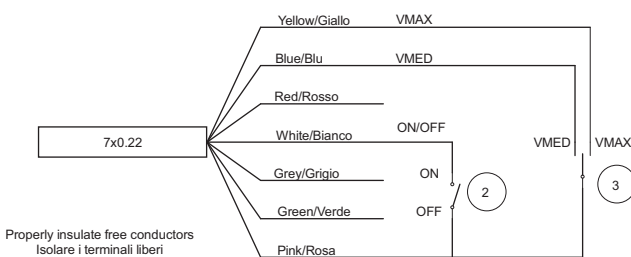 Yellow/Giallo VMAX
Blue/Blu VMED
Red/Rosso
White/Bianco ON/OFF
7x0.22
VMED VMAX
Grey/Grigio ON
2
3
Green/Verde OFF
Properly insulate free conductors
Isolare i terminali liberi
Pink/Rosa